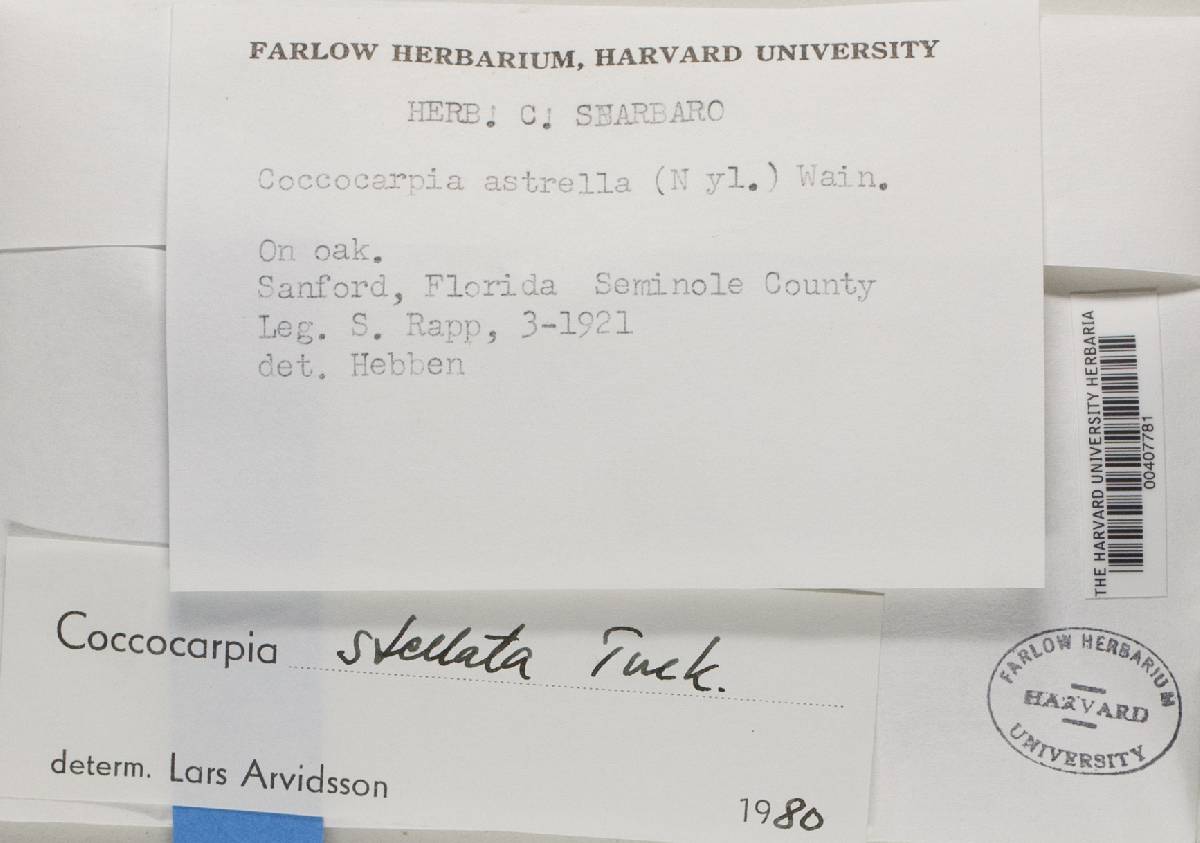 FARLOW HERBARIUM, HARVARD UNIVERSITY
HERB. C. SBARBARO
Coccocarpia astrella (N yl.) Wain.
On oak.
Sanford, Florida Seminole County
Leg. S. Rapp, 3-1921
det. Hebben
THE HARVARD UNIVERSITY HERBARIA
00407781
Coccocarpia stellata Tuck.
determ. Lars Arvidsson
1980
FARLOW HERBARIUM
HARVARD
UNIVERSITY